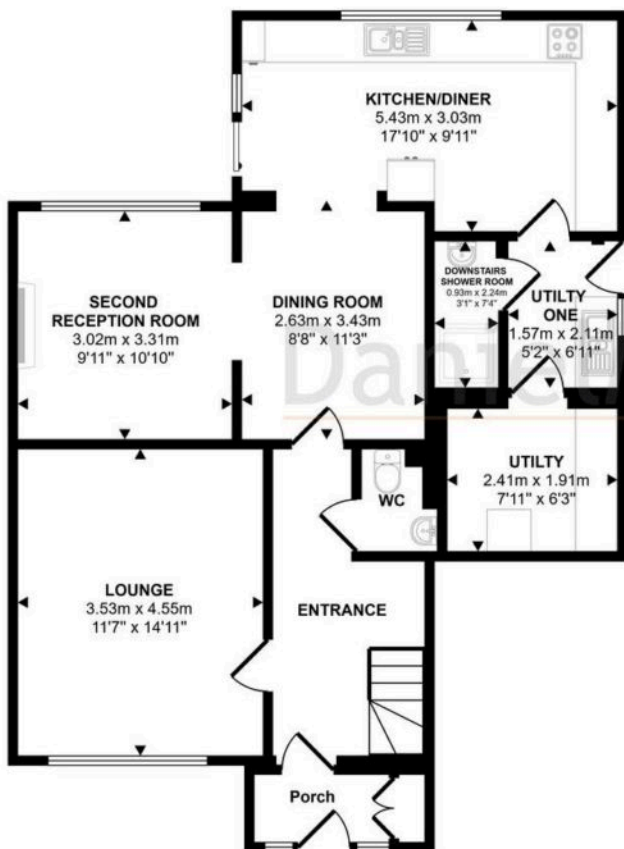 KITCHEN/DINER
5.43m x 3.03m
17'10" x 9'11"
SECOND
RECEPTION ROOM
3.02m x 3.31m
9'11" x 10'10"
DINING ROOM
2.63m x 3.43m
8'8" x 11'3"
DOWNSTAIRS
SHOWER ROOM
0.93m x 2.24m
3'1" x 7'4"
UTILTY
ONE
1.57m x 2.11m
5'2" x 6'11"
Daniel
UTILTY
2.41m x 1.91m
7'11" x 6'3"
WC
LOUNGE
3.53m x 4.55m
11'7" x 14'11"
ENTRANCE
Porch